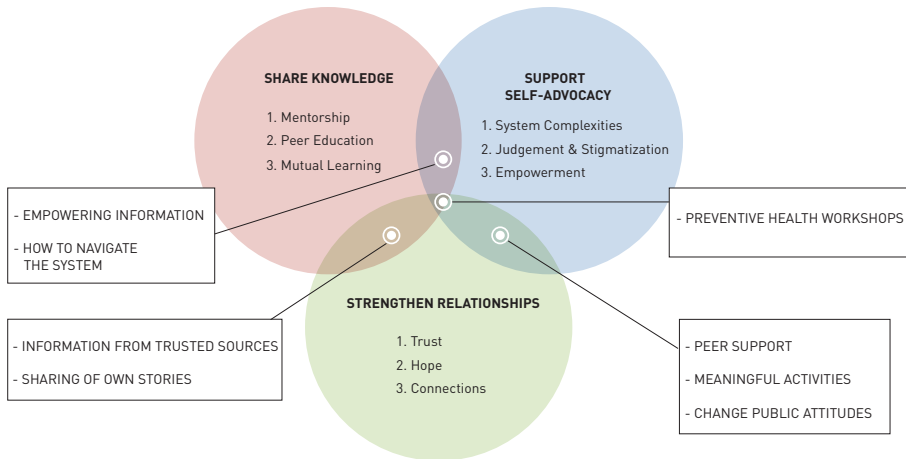 SHARE KNOWLEDGE
1. Mentorship
2. Peer Education
3. Mutual Learning
SUPPORT
SELF-ADVOCACY
1. System Complexities
2. Judgement & Stigmatization
3. Empowerment
- EMPOWERING INFORMATION
- HOW TO NAVIGATE
THE SYSTEM
- PREVENTIVE HEALTH WORKSHOPS
STRENGTHEN RELATIONSHIPS
1. Trust
2. Hope
3. Connections
- INFORMATION FROM TRUSTED SOURCES
- SHARING OF OWN STORIES
- PEER SUPPORT
- MEANINGFUL ACTIVITIES
- CHANGE PUBLIC ATTITUDES